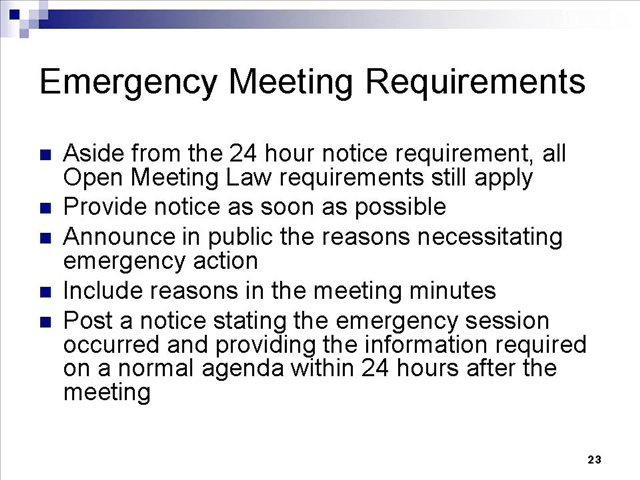 Emergency Meeting Requirements
Aside from the 24 hour notice requirement, all
Open Meeting Law requirements still apply
Provide notice as soon as possible
Announce in public the reasons necessitating
emergency action
Include reasons in the meeting minutes
Post a notice stating the emergency session
occurred and providing the information required
on a normal agenda within 24 hours after the
meeting
23